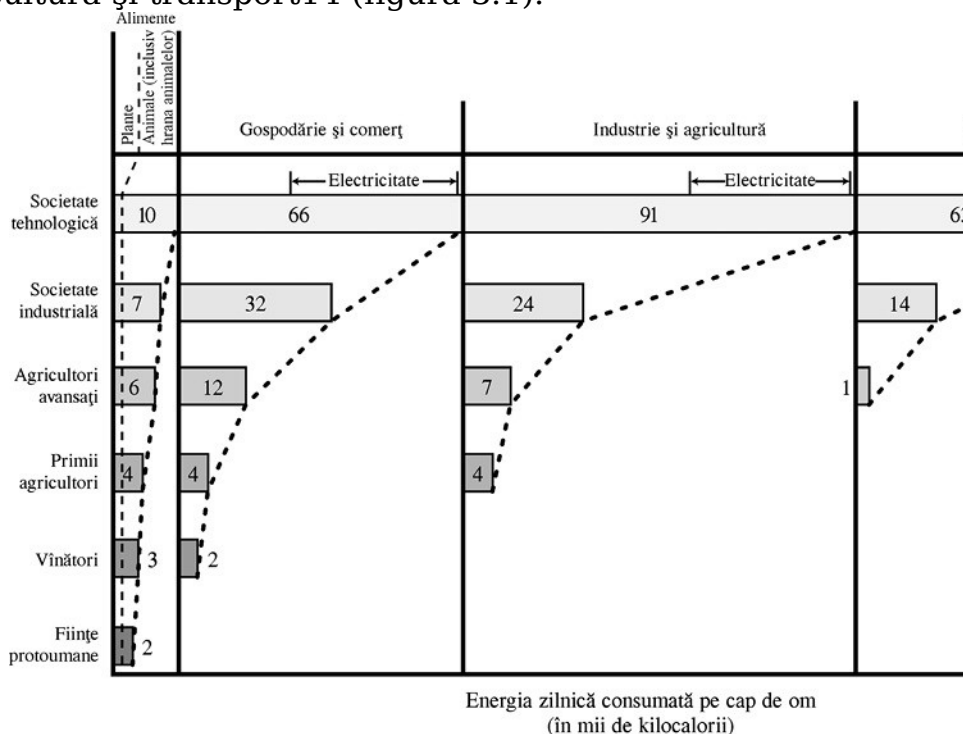 Alimente
Plante
Animale (inclusiv
hrana animalelor)
Gospodărie şi comerţ
Industrie şi agricultură
Electricitate
Electricitate
Societate
tehnologică
10
66
91
Societate
industrială
7
32
24
14
Agricultori
avansaţi
6
12
7
1
Primii
agricultori
4
4
4
Vînători
3
2
Fiinţe
protoumane
2
Energia zilnică consumată pe cap de om
(în mii de kilocalorii)